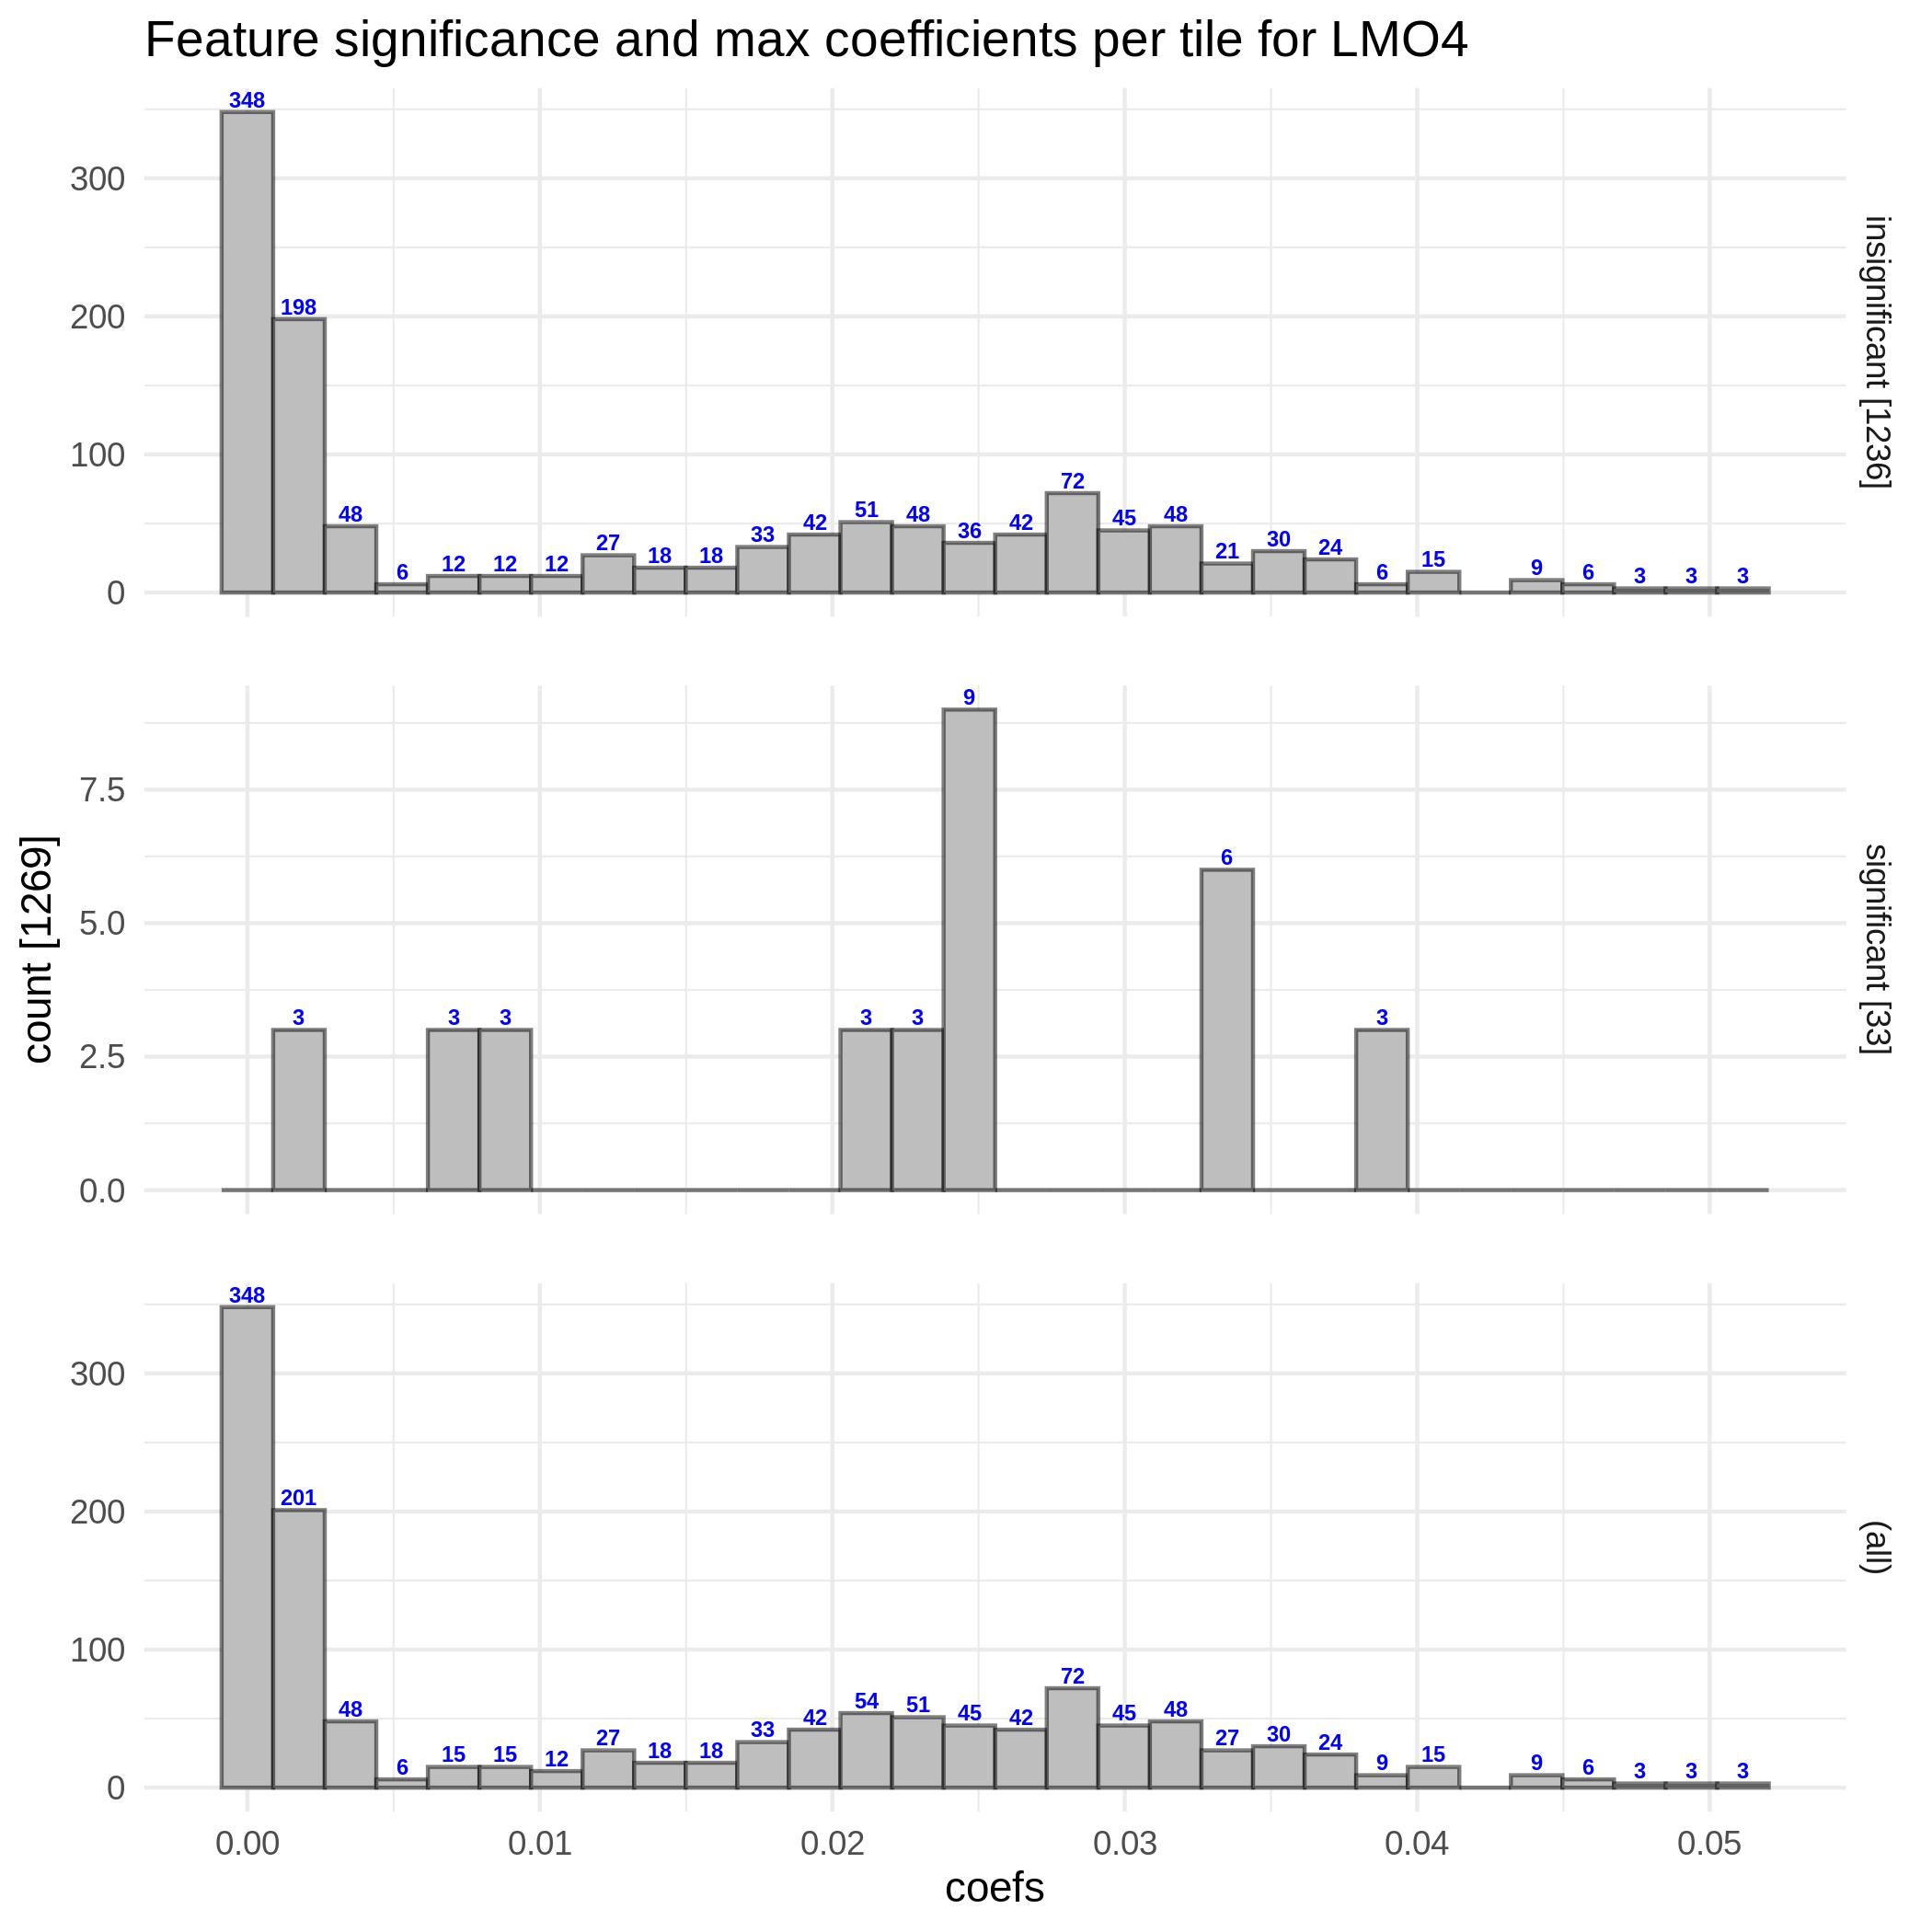 Feature significance and max coefficients per tile for LMO4
348
198
48 6 12 12 12 27 18 18 33 42 51 48 36 42 72 45 48 21 30 24 6 15 9 6 3 3 3
300
200
100
0
insignificant [1236]
3 3 3 3 3 9 6 3
7.5
5.0
2.5
0.0
significant [33]
count [1269]
348
201
48 6 15 15 12 27 18 18 33 42 54 51 45 42 72 45 48 27 30 24 9 15 9 6 3 3 3
300
200
100
0
(all)
0.00 0.01 0.02 0.03 0.04 0.05
coefs